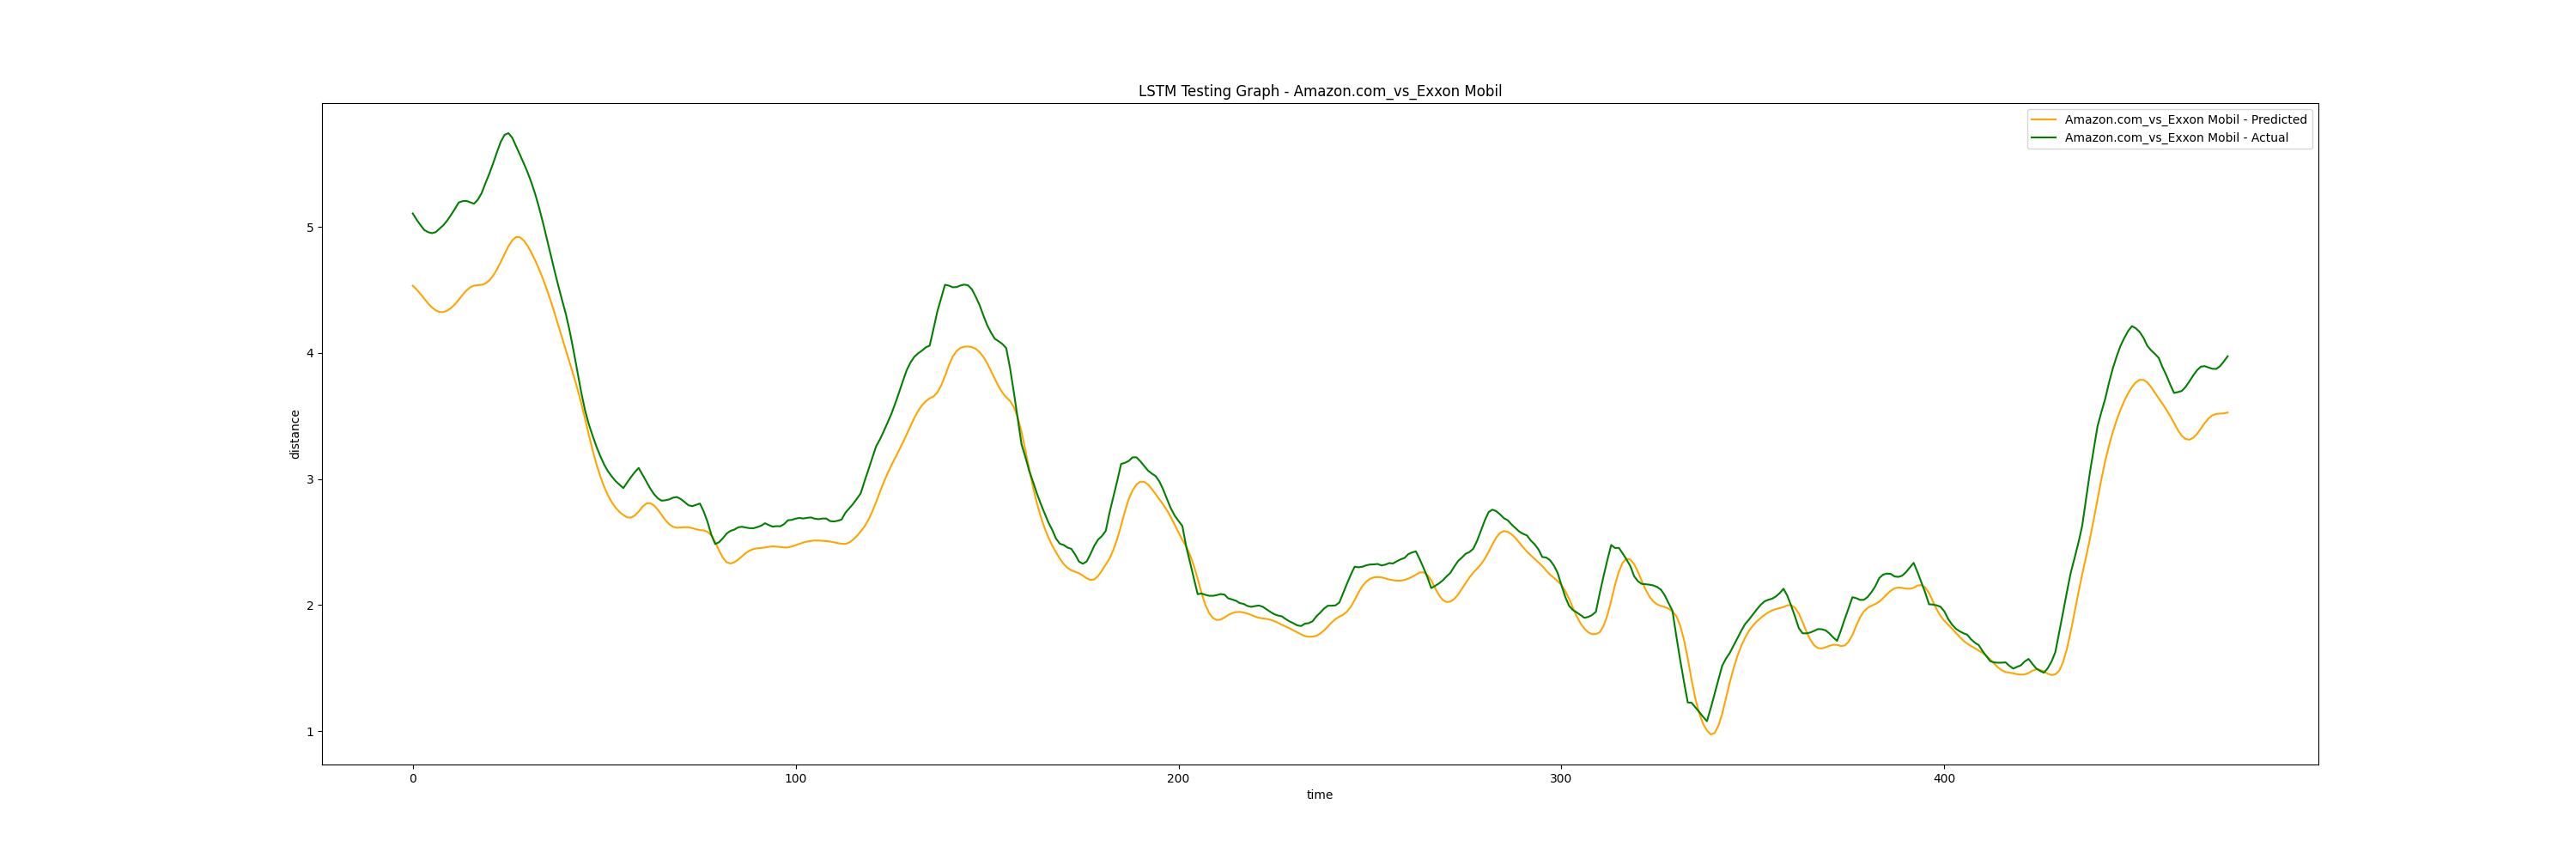 LSTM Testing Graph - Amazon.com_vs_Exxon Mobil
Amazon.com_vs_Exxon Mobil - Predicted
Amazon.com_vs_Exxon Mobil - Actual
5
4
3
2
1
distance
0
100
200
300
400
time